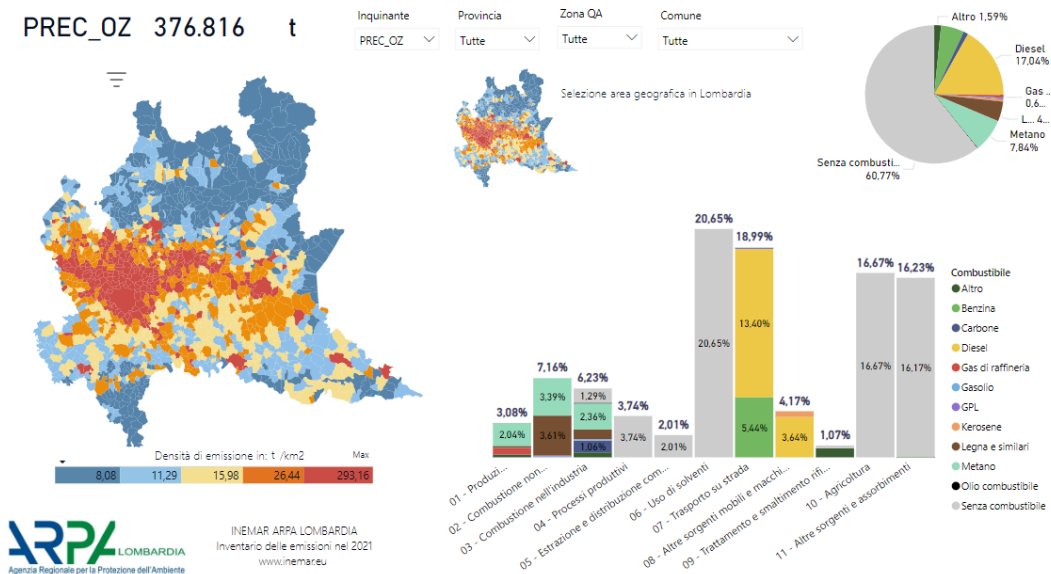 PREC_OZ 376.816 t
Inquinante
PREC_OZ
Provincia
Tutte
Zona QA
Tutte
Comune
Tutte
Selezione area geografica in Lombardia
Altro 1,59%
Diesel
17,04%
Gas ...
0,6...
L... 4...
Metano
7,84%
Senza combusti...
60,77%
Densità di emissione in: t /km2
Max
8,08 11,29 15,98 26,44 293,16
ARPA LOMBARDIA
Agenzia Regionale per la Protezione dell'Ambiente
INEMAR ARPA LOMBARDIA
Inventario delle emissioni nel 2021
www.inemar.eu
3,08%
2,04%
7,16%
3,39%
3,61%
6,23%
1,29%
2,36%
1,06%
3,74%
3,74%
2,01%
2,01%
20,65%
20,65%
18,99%
13,40%
5,44%
4,17%
3,64%
1,07%
16,67%
16,67%
16,23%
16,17%
01 - Produzi...
02 - Combustione non...
03 - Combustione nell'industria
04 - Processi produttivi
05 - Estrazione e distribuzione com...
06 - Uso di solventi
07 - Trasporto su strada
08 - Altre sorgenti mobili e macchi...
09 - Trattamento e smaltimento rifi...
10 - Agricoltura
11 - Altre sorgenti e assorbimenti
Combustibile
Altro
Benzina
Carbone
Diesel
Gas di raffineria
Gasolio
GPL
Kerosene
Legna e similari
Metano
Olio combustibile
Senza combustibile